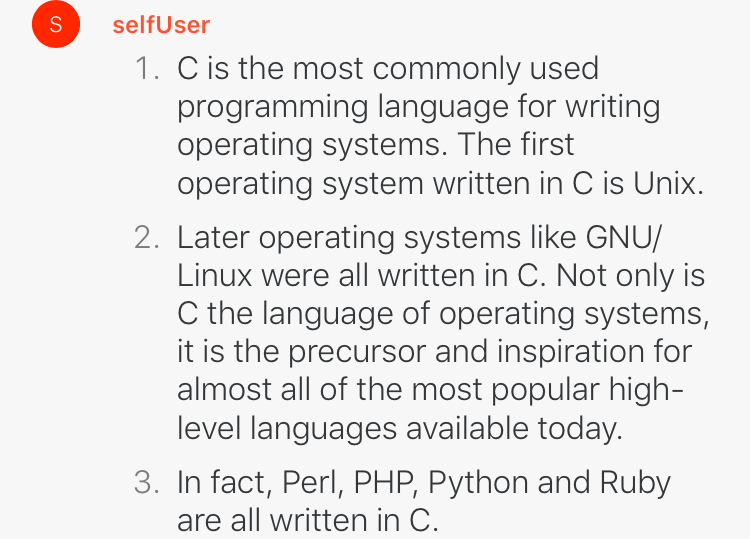 S
selfUser
1. C is the most commonly used
programming language for writing
operating systems. The first
operating system written in C is Unix.
2. Later operating systems like GNU/
Linux were all written in C. Not only is
C the language of operating systems,
it is the precursor and inspiration for
almost all of the most popular high-
level languages available today.
3. In fact, Perl, PHP, Python and Ruby
are all written in C.